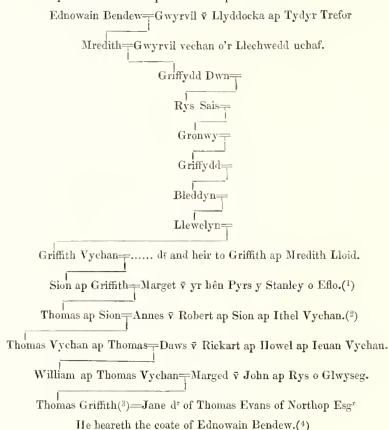 Ednowain Bendew=Gwyrvil v̄ Llyddocka ap Tydyr Trefor
Mredith=Gwyrvil vechan o'r Llechwedd uchaf.
Griffydd Dwn=
Rys Sais=
Gronwy=
Griffydd=
Bleddyn=
Llewelyn=
Griffith Vychan=...... dr and heir to Griffith ap Mredith Lloid.
Sion ap Griffith=Marget v̄ yr hên Pyrs y Stanley o Eflo.(1)
Thomas ap Sion=Annes v̄ Robert ap Sion ap Ithel Vychan.(2)
Thomas Vychan ap Thomas=Daws v̄ Rickart ap Howel ap Ieuan Vychan.
William ap Thomas Vychan=Marged v̄ John ap Rys o Glwyseg.
Thomas Griffith(3)=Jane dr of Thomas Evans of Northop Esgr
He beareth the coate of Ednowain Bendew.(4)